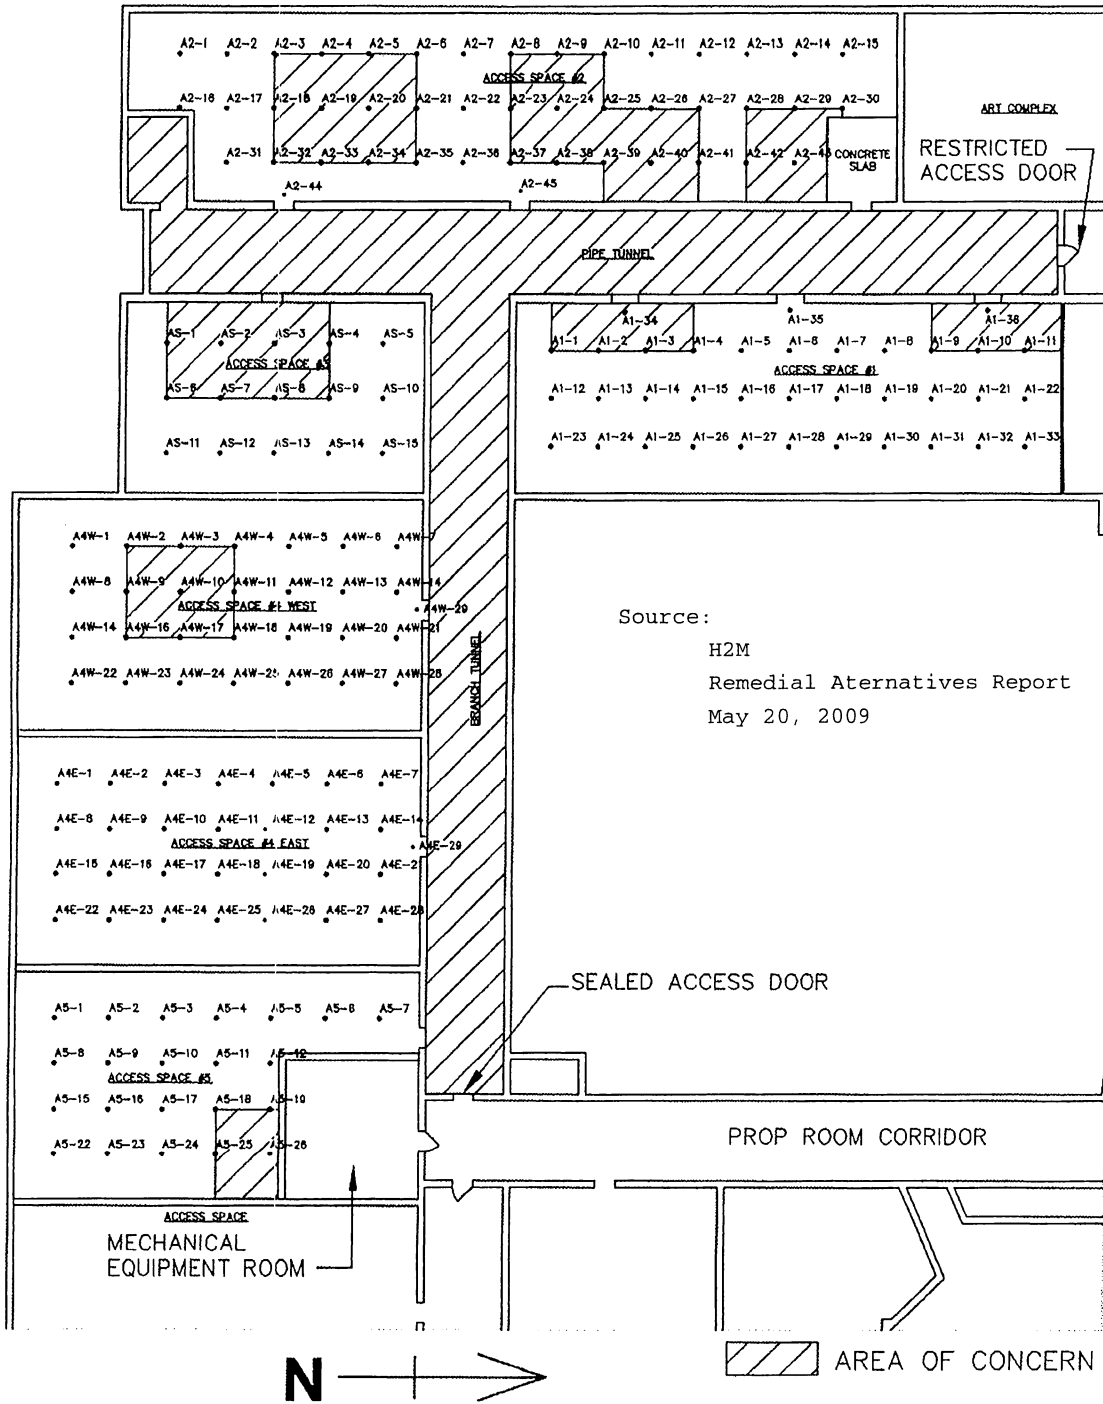 A2-1 A2-2 A2-3 A2-4 A2-5 A2-6 A2-7 A2-8 A2-9 A2-10 A2-11 A2-12 A2-13 A2-14 A2-15
ACCESS SPACE #2
A2-16 A2-17 A2-18 A2-19 A2-20 A2-21 A2-22 A2-23 A2-24 A2-25 A2-26 A2-27 A2-28 A2-29 A2-30
ART COMPLEX
RESTRICTED
ACCESS DOOR
A2-31 A2-32 A2-33 A2-34 A2-35 A2-36 A2-37 A2-38 A2-39 A2-40 A2-41 A2-42 A2-43
CONCRETE
SLAB
A2-44 A2-45
PIPE TUNNEL
AS-1 AS-2 AS-3 AS-4 AS-5
ACCESS SPACE #3
AS-6 AS-7 AS-8 AS-9 AS-10
AS-11 AS-12 AS-13 AS-14 AS-15
A1-34 A1-35 A1-36
A1-1 A1-2 A1-3 A1-4 A1-5 A1-6 A1-7 A1-8 A1-9 A1-10 A1-11
ACCESS SPACE #1
A1-12 A1-13 A1-14 A1-15 A1-16 A1-17 A1-18 A1-19 A1-20 A1-21 A1-22
A1-23 A1-24 A1-25 A1-26 A1-27 A1-28 A1-29 A1-30 A1-31 A1-32 A1-33
A4W-1 A4W-2 A4W-3 A4W-4 A4W-5 A4W-6 A4W-7
A4W-8 A4W-9 A4W-10 A4W-11 A4W-12 A4W-13 A4W-14
ACCESS SPACE #4 WEST
A4W-29
A4W-14 A4W-16 A4W-17 A4W-18 A4W-19 A4W-20 A4W-21
A4W-22 A4W-23 A4W-24 A4W-25 A4W-26 A4W-27 A4W-28
BRANCH TUNNEL
Source:
H2M
Remedial Aternatives Report
May 20, 2009
A4E-1 A4E-2 A4E-3 A4E-4 A4E-5 A4E-6 A4E-7
A4E-8 A4E-9 A4E-10 A4E-11 A4E-12 A4E-13 A4E-14
ACCESS SPACE #4 EAST
A4E-29
A4E-15 A4E-16 A4E-17 A4E-18 A4E-19 A4E-20 A4E-21
A4E-22 A4E-23 A4E-24 A4E-25 A4E-26 A4E-27 A4E-28
SEALED ACCESS DOOR
A5-1 A5-2 A5-3 A5-4 A5-5 A5-6 A5-7
A5-8 A5-9 A5-10 A5-11 A5-12
ACCESS SPACE #5
A5-15 A5-16 A5-17 A5-18 A5-19
A5-22 A5-23 A5-24 A5-25 A5-26
PROP ROOM CORRIDOR
ACCESS SPACE
MECHANICAL
EQUIPMENT ROOM
N
AREA OF CONCERN